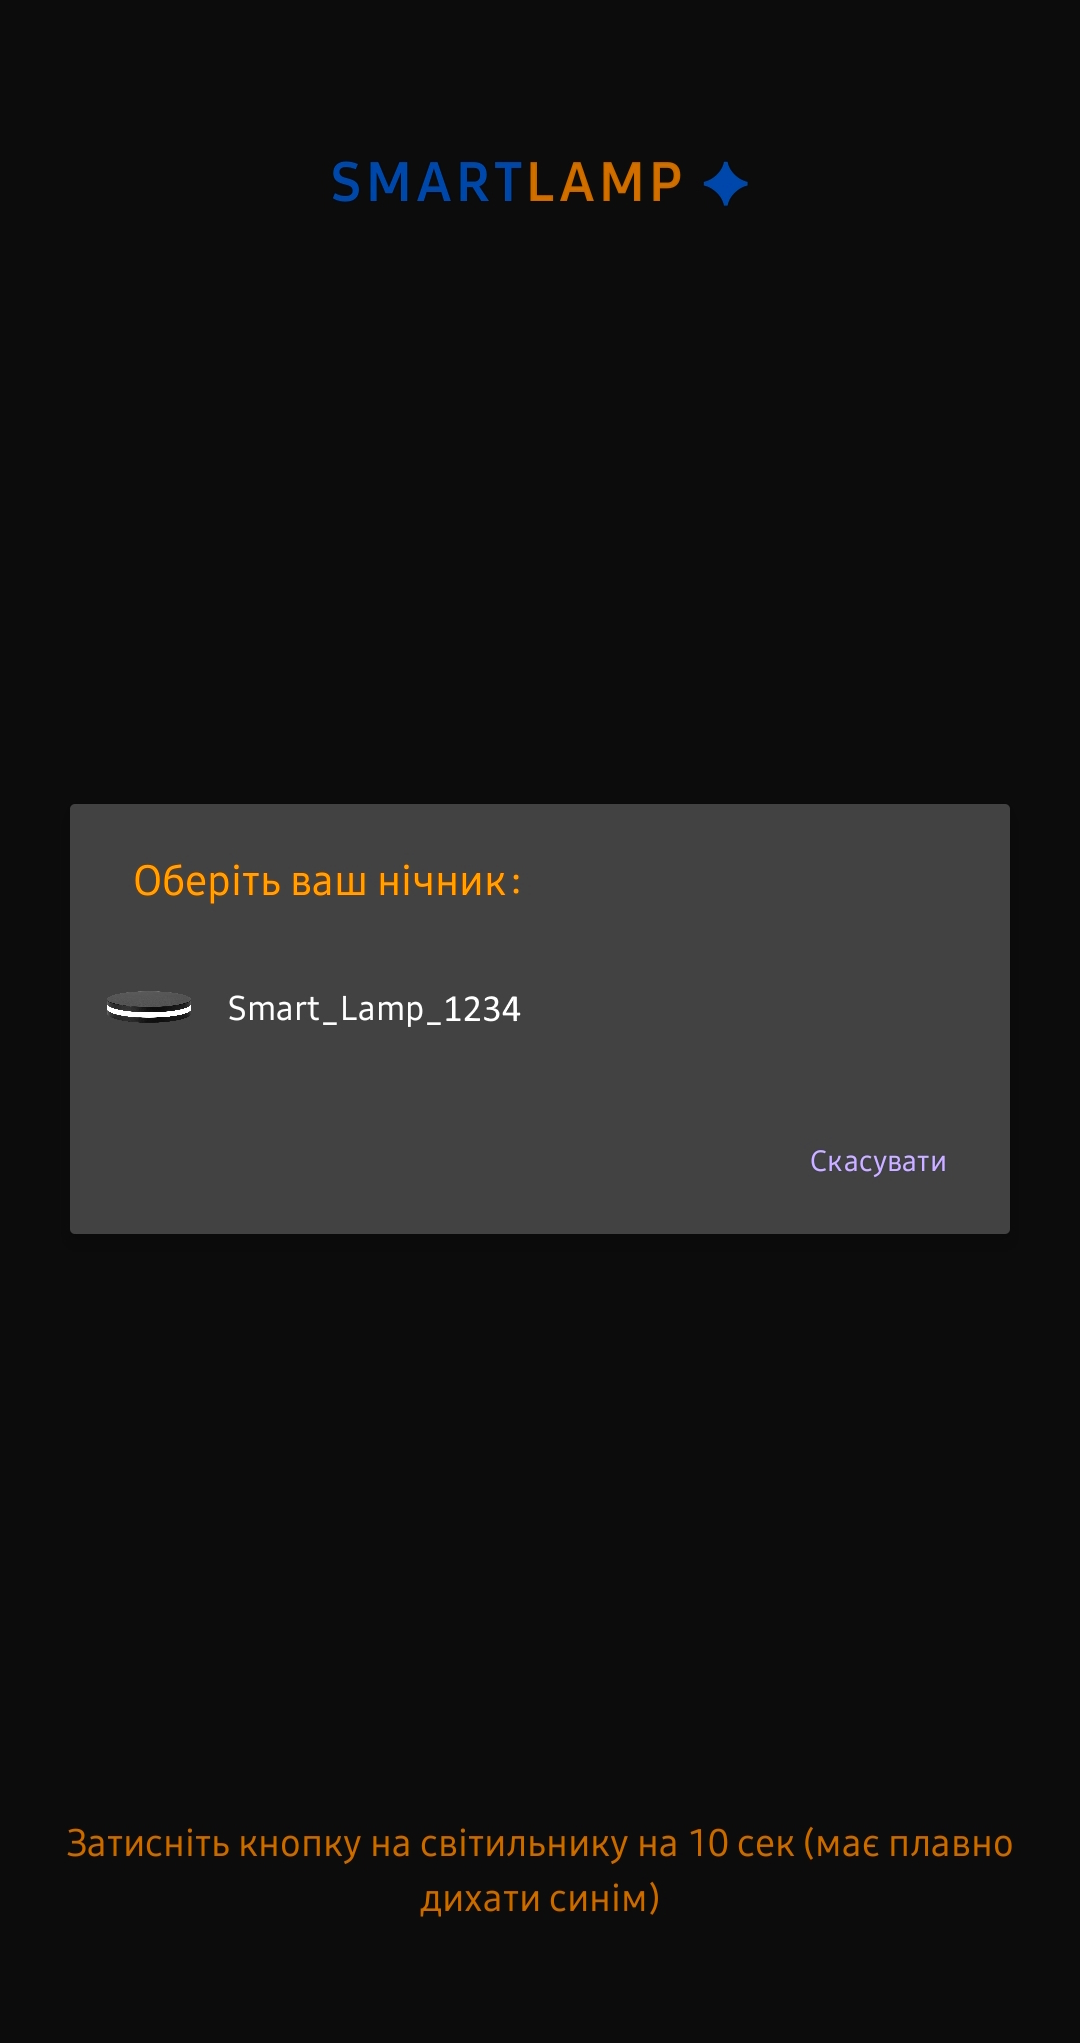 SMARTLAMP
Оберіть ваш нічник:
Smart_Lamp_1234
Скасувати
Затисніть кнопку на світильнику на 10 сек (має плавно
дихати синім)